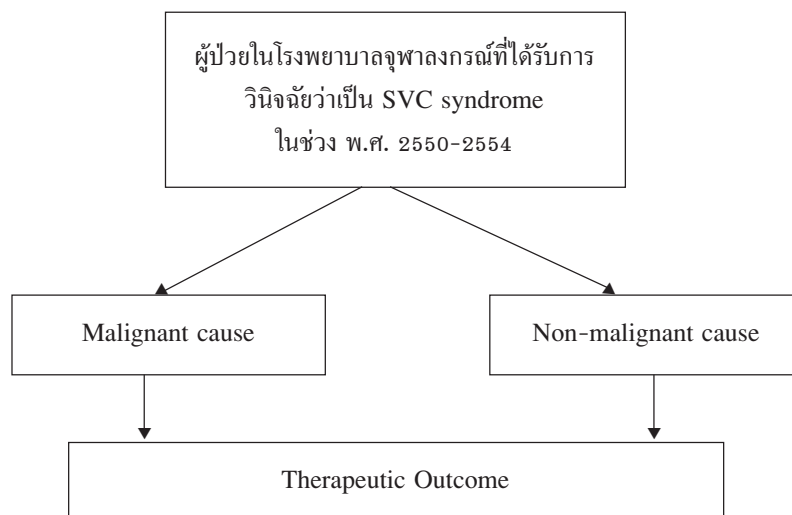 ผู้ป่วยในโรงพยาบาลจุฬาลงกรณ์ที่ได้รับการ
วินิจฉัยว่าเป็น SVC syndrome
ในช่วง พ.ศ. 2550-2554
Malignant cause
Non-malignant cause
Therapeutic Outcome